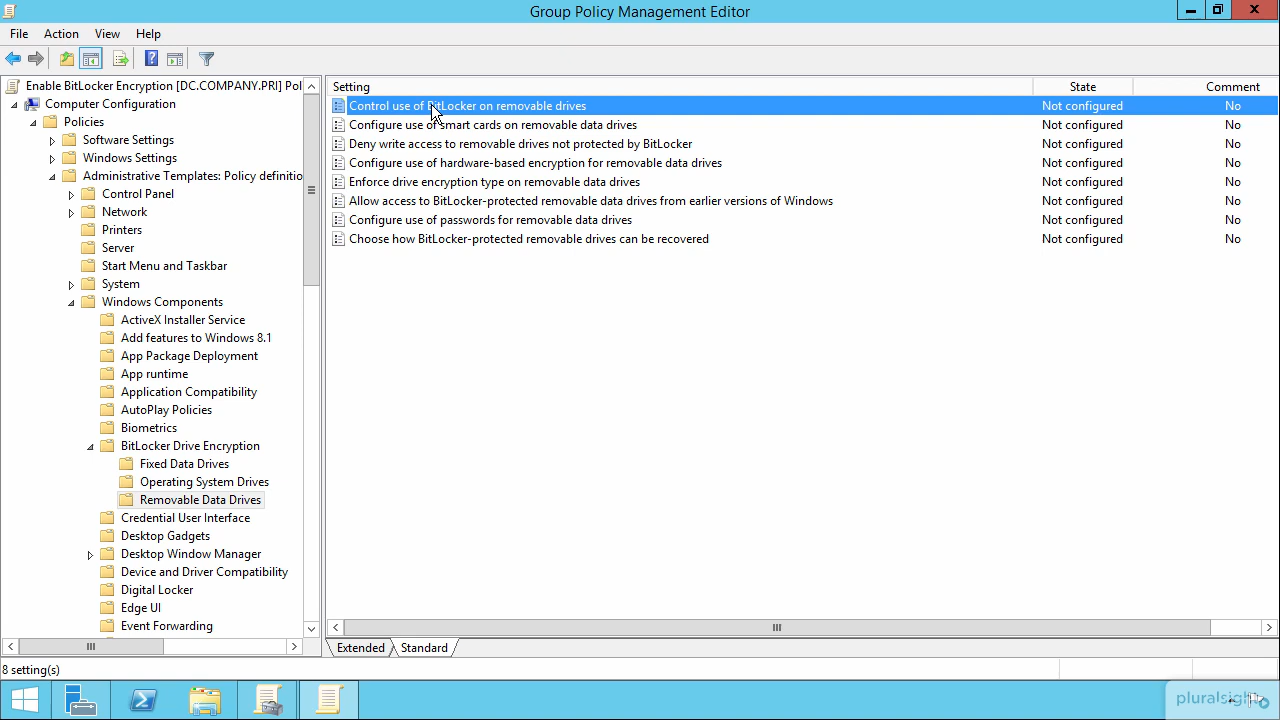 Group Policy Management Editor
File Action View Help
Enable BitLocker Encryption [DC.COMPANY.PRI] Pol
Computer Configuration
Policies
Software Settings
Windows Settings
Administrative Templates: Policy definitio
Control Panel
Network
Printers
Server
Start Menu and Taskbar
System
Windows Components
ActiveX Installer Service
Add features to Windows 8.1
App Package Deployment
App runtime
Application Compatibility
AutoPlay Policies
Biometrics
BitLocker Drive Encryption
Fixed Data Drives
Operating System Drives
Removable Data Drives
Credential User Interface
Desktop Gadgets
Desktop Window Manager
Device and Driver Compatibility
Digital Locker
Edge UI
Event Forwarding
Setting State Comment
Control use of BitLocker on removable drives Not configured No
Configure use of smart cards on removable data drives Not configured No
Deny write access to removable drives not protected by BitLocker Not configured No
Configure use of hardware-based encryption for removable data drives Not configured No
Enforce drive encryption type on removable data drives Not configured No
Allow access to BitLocker-protected removable data drives from earlier versions of Windows Not configured No
Configure use of passwords for removable data drives Not configured No
Choose how BitLocker-protected removable drives can be recovered Not configured No
Extended Standard
8 setting(s)
pluralsight